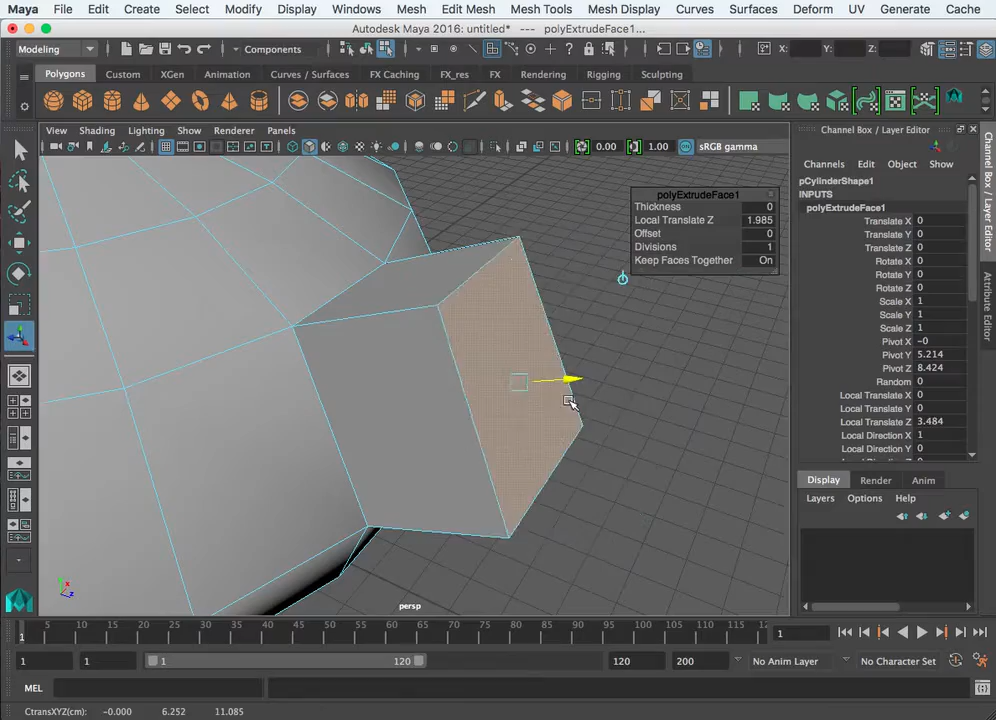 Maya File Edit Create Select Modify Display Windows Mesh Edit Mesh Mesh Tools Mesh Display Curves Surfaces Deform UV Generate Cache
Autodesk Maya 2016: untitled* --- polyExtrudeFace1...
Modeling Components X: Y: Z:
Polygons Custom XGen Animation Curves / Surfaces FX Caching FX_res FX Rendering Rigging Sculpting
View Shading Lighting Show Renderer Panels
0.00 1.00 sRGB gamma
polyExtrudeFace1
Thickness 0
Local Translate Z 1.985
Offset 0
Divisions 1
Keep Faces Together On
persp
Channel Box / Layer Editor
Channels Edit Object Show
pCylinderShape1
INPUTS
polyExtrudeFace1
Translate X 0
Translate Y 0
Translate Z 0
Rotate X 0
Rotate Y 0
Rotate Z 0
Scale X 1
Scale Y 1
Scale Z 1
Pivot X -0
Pivot Y 5.214
Pivot Z 8.424
Random 0
Local Translate X 0
Local Translate Y 0
Local Translate Z 3.484
Local Direction X 1
Local Direction Y 0
Display Render Anim
Layers Options Help
Channel Box / Layer Editor
Attribute Editor
1 5 10 15 20 25 30 35 40 45 50 55 60 65 70 75 80 85 90 95 100 105 110 115 12 1
1 1 1 120 120 200 No Anim Layer No Character Set
MEL
CtransXYZ(cm): -0.000 6.252 11.085